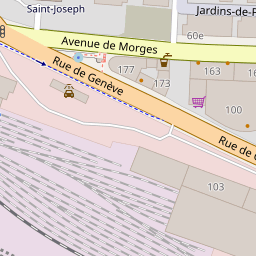 Saint-Joseph
Jardins-de-P
60e
Avenue de Morges
177
163
173
Rue de Genève
100
Rue de G
103